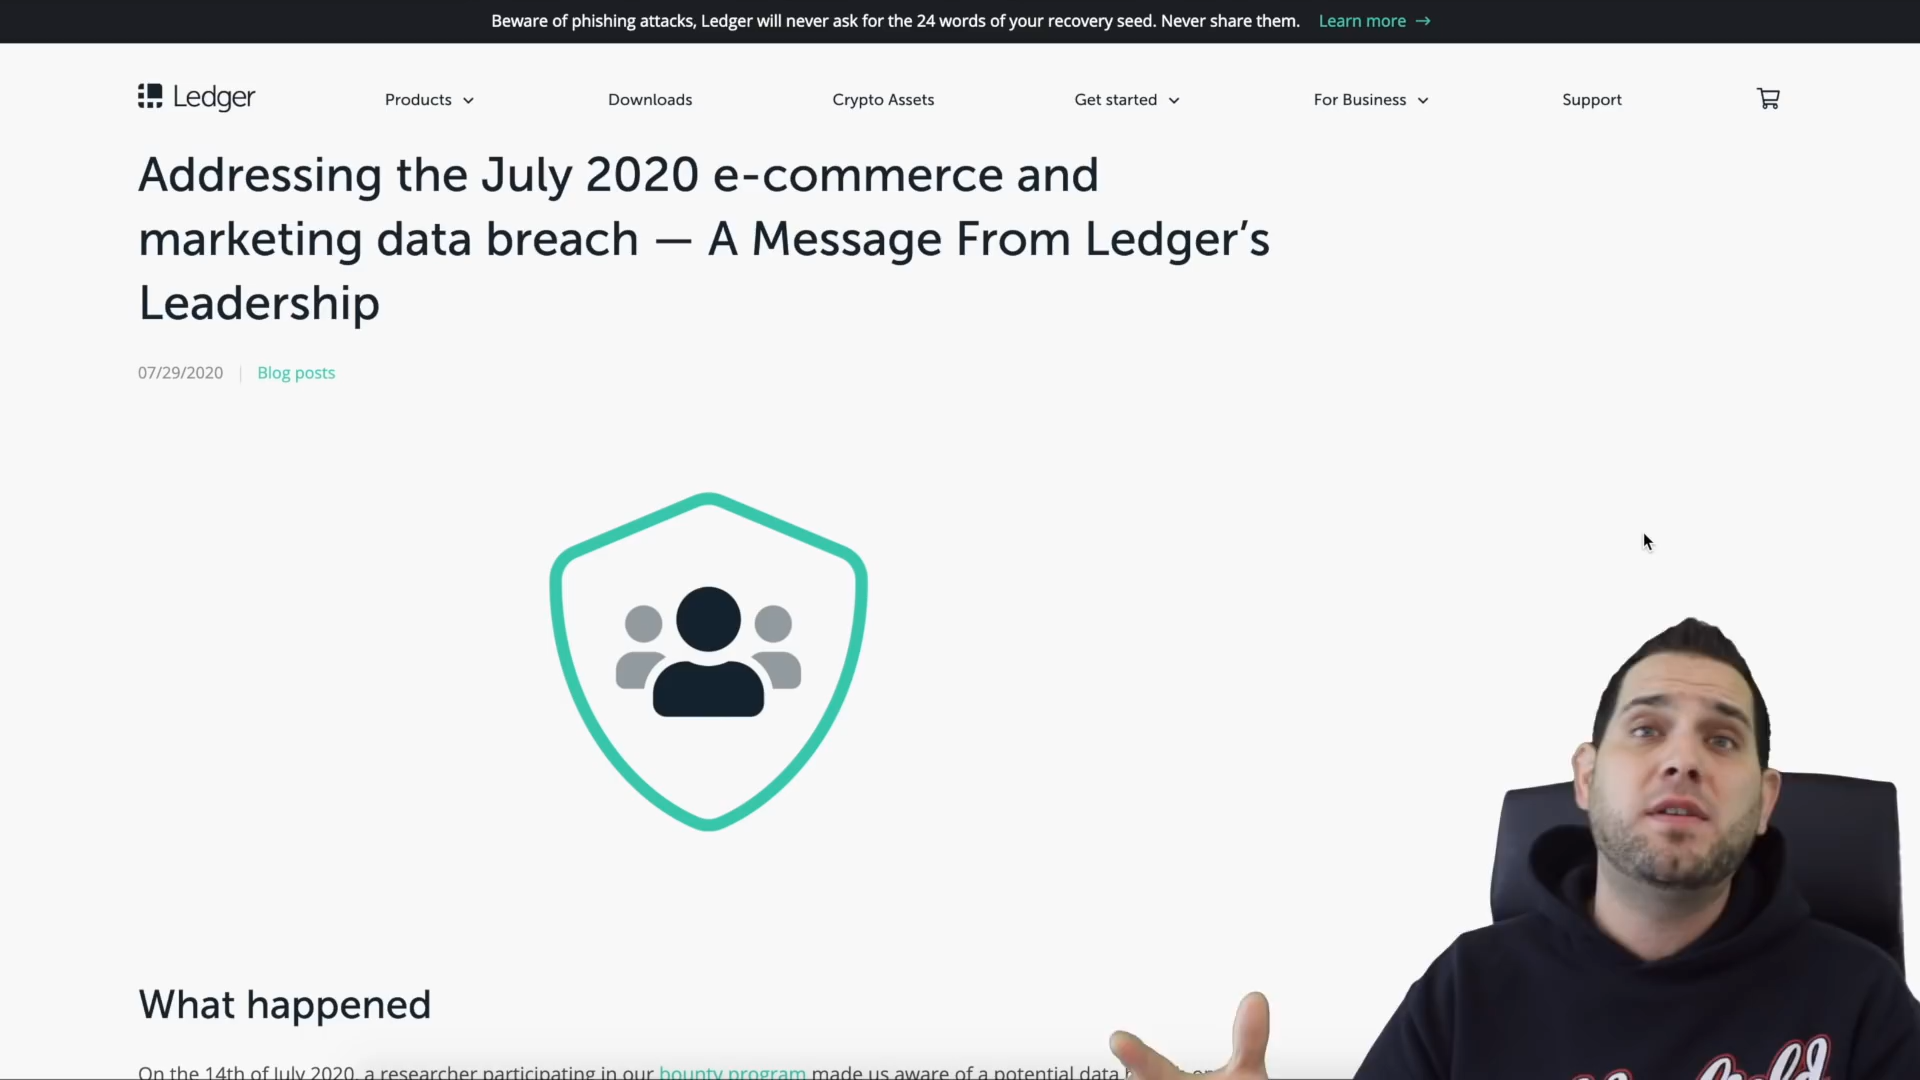 Beware of phishing attacks, Ledger will never ask for the 24 words of your recovery seed. Never share them. Learn more →
Ledger
Products
Downloads
Crypto Assets
Get started
For Business
Support
Addressing the July 2020 e-commerce and
marketing data breach — A Message From Ledger’s
Leadership
07/29/2020 | Blog posts
What happened
On the 14th of July 2020, a researcher participating in our bounty program made us aware of a potential data